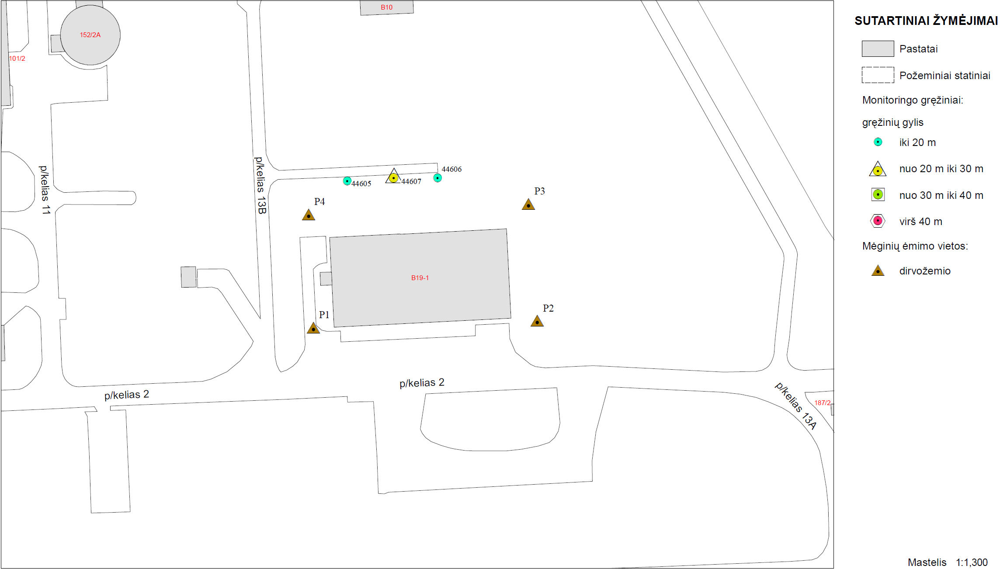 B10
152/2A
101/2
p/kelias 11
p/kelias 13B
44605
44607
44606
P4
P3
B19-1
P1
P2
p/kelias 2
p/kelias 2
p/kelias 13A
187/2
SUTARTINIAI ŽYMĖJIMAI
Pastatai
Požeminiai statiniai
Monitoringo gręžiniai:
gręžinių gylis
iki 20 m
nuo 20 m iki 30 m
nuo 30 m iki 40 m
virš 40 m
Mėginių ėmimo vietos:
dirvožemio
Mastelis 1:1,300